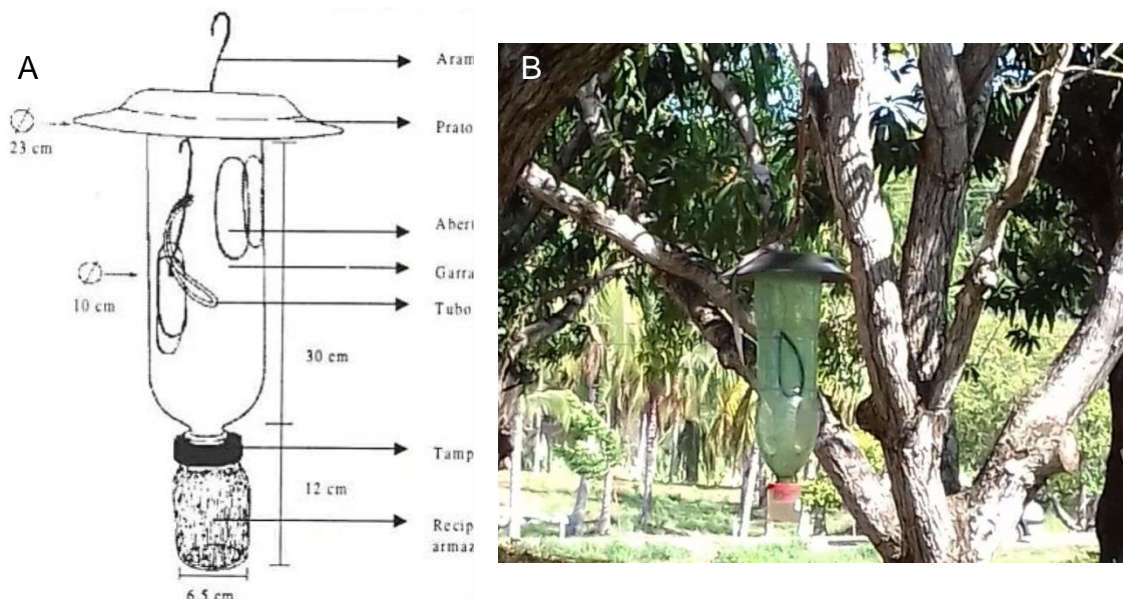 A
Aram
Prato
23 cm
Abert
Garra
10 cm
Tubo
30 cm
Tamp
12 cm
Recip
armaz
6.5 cm
B